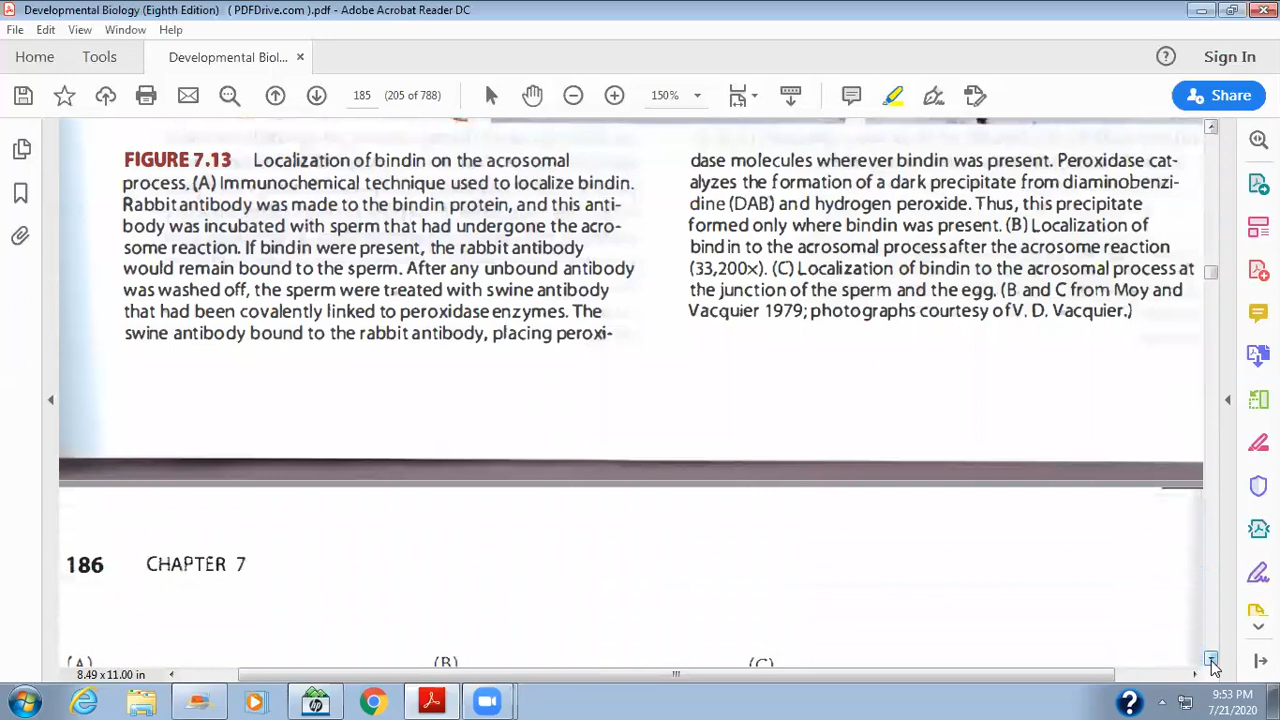 Developmental Biology (Eighth Edition) ( PDFDrive.com ).pdf - Adobe Acrobat Reader DC
File Edit View Window Help
Home Tools Developmental Biol... × Sign In
185 (205 of 788) 150% Share
FIGURE 7.13 Localization of bindin on the acrosomal
process. (A) Immunochemical technique used to localize bindin.
Rabbit antibody was made to the bindin protein, and this anti-
body was incubated with sperm that had undergone the acro-
some reaction. If bindin were present, the rabbit antibody
would remain bound to the sperm. After any unbound antibody
was washed off, the sperm were treated with swine antibody
that had been covalently linked to peroxidase enzymes. The
swine antibody bound to the rabbit antibody, placing peroxi-
dase molecules wherever bindin was present. Peroxidase cat-
alyzes the formation of a dark precipitate from diaminobenzi-
dine (DAB) and hydrogen peroxide. Thus, this precipitate
formed only where bindin was present. (B) Localization of
bindin to the acrosomal process after the acrosome reaction
(33,200×). (C) Localization of bindin to the acrosomal process at
the junction of the sperm and the egg. (B and C from Moy and
Vacquier 1979; photographs courtesy of V. D. Vacquier.)
186 CHAPTER 7
(A) (B) (C)
8.49 x 11.00 in
9:53 PM
7/21/2020